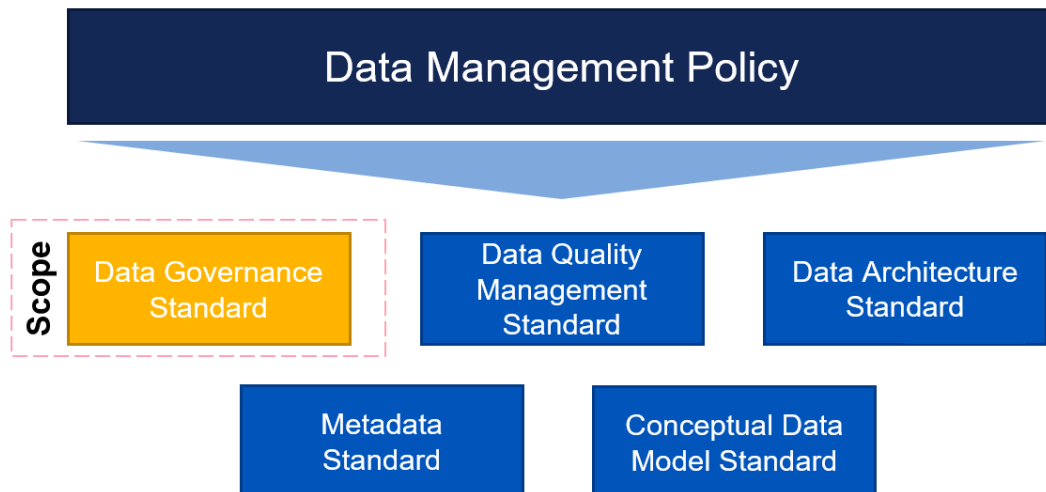 Data Management Policy
Scope
Data Governance
Standard
Data Quality
Management
Standard
Data Architecture
Standard
Metadata
Standard
Conceptual Data
Model Standard